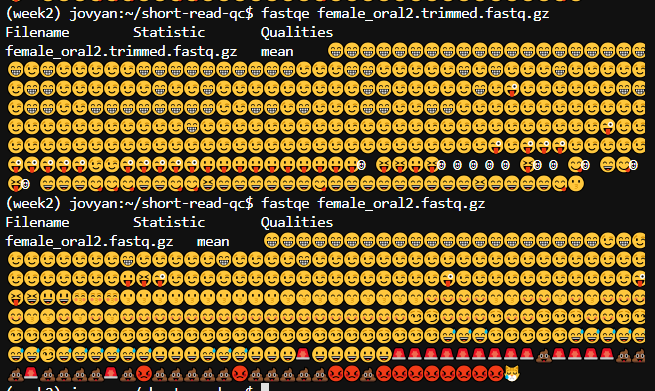 (week2) jovyan:~/short-read-qc$ fastqe female_oral2.trimmed.fastq.gz
Filename Statistic Qualities
female_oral2.trimmed.fastq.gz mean
(week2) jovyan:~/short-read-qc$ fastqe female_oral2.fastq.gz
Filename Statistic Qualities
female_oral2.fastq.gz mean